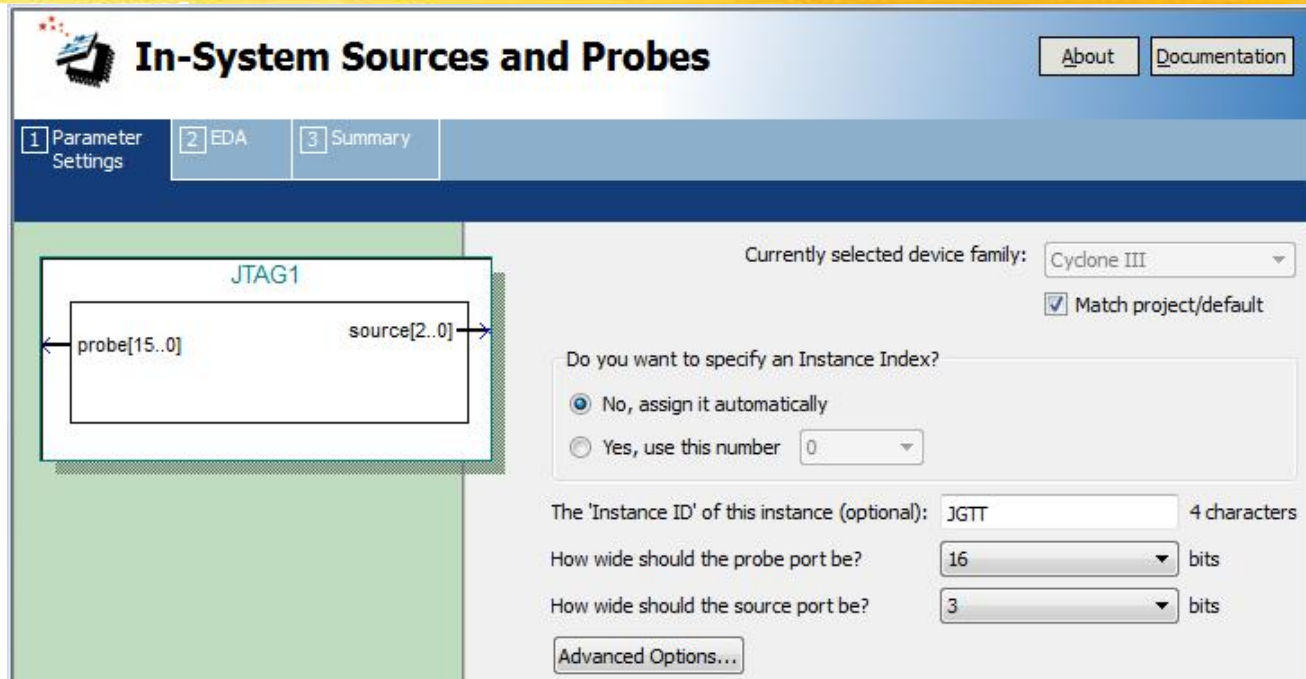 In-System Sources and Probes
About
Documentation
1 Parameter Settings
2 EDA
3 Summary
JTAG1
probe[15..0]
source[2..0]
Currently selected device family:
Cyclone III
Match project/default
Do you want to specify an Instance Index?
No, assign it automatically
Yes, use this number
0
The 'Instance ID' of this instance (optional):
JGTT
4 characters
How wide should the probe port be?
16
bits
How wide should the source port be?
3
bits
Advanced Options...